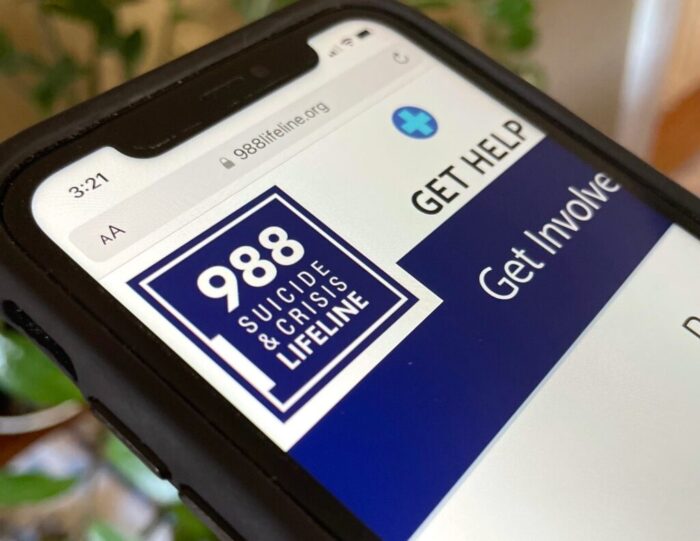 3:21
AA
988lifeline.org
988
SUICIDE
& CRISIS
LIFELINE
GET HELP
Get Involve